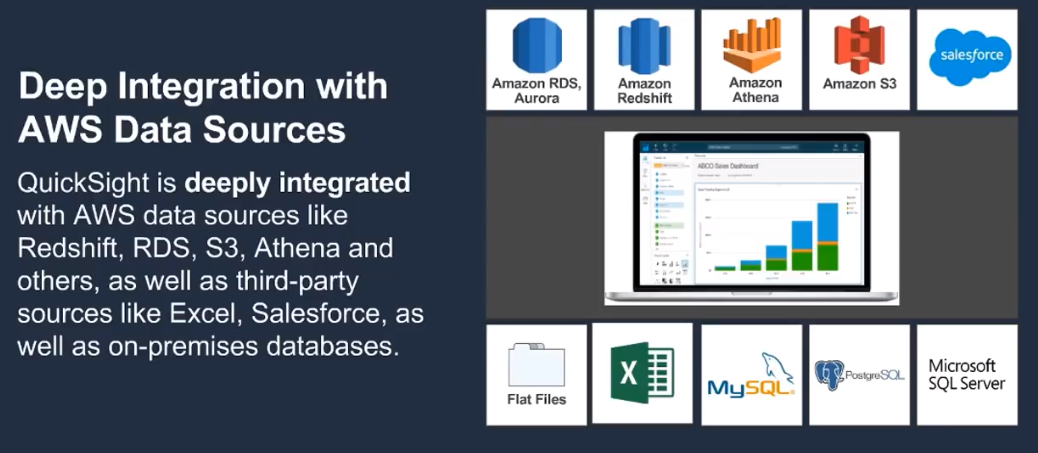 Deep Integration with
AWS Data Sources
QuickSight is deeply integrated
with AWS data sources like
Redshift, RDS, S3, Athena and
others, as well as third-party
sources like Excel, Salesforce, as
well as on-premises databases.
Amazon RDS,
Aurora
Amazon
Redshift
Amazon
Athena
Amazon S3
salesforce
ABCO Sales Dashboard
Flat Files
X
MySQL
PostgreSQL
Microsoft
SQL Server